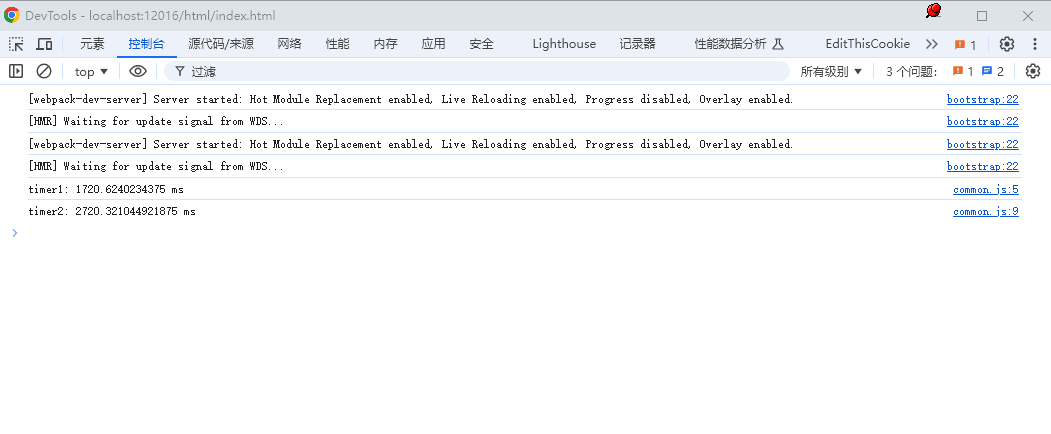 DevTools - localhost:12016/html/index.html
元素 控制台 源代码/来源 网络 性能 内存 应用 安全 Lighthouse 记录器 性能数据分析 EditThisCookie 1
top 过滤 所有级别 3 个问题: 1 2
[webpack-dev-server] Server started: Hot Module Replacement enabled, Live Reloading enabled, Progress disabled, Overlay enabled. bootstrap:22
[HMR] Waiting for update signal from WDS... bootstrap:22
[webpack-dev-server] Server started: Hot Module Replacement enabled, Live Reloading enabled, Progress disabled, Overlay enabled. bootstrap:22
[HMR] Waiting for update signal from WDS... bootstrap:22
timer1: 1720.6240234375 ms common.js:5
timer2: 2720.321044921875 ms common.js:9